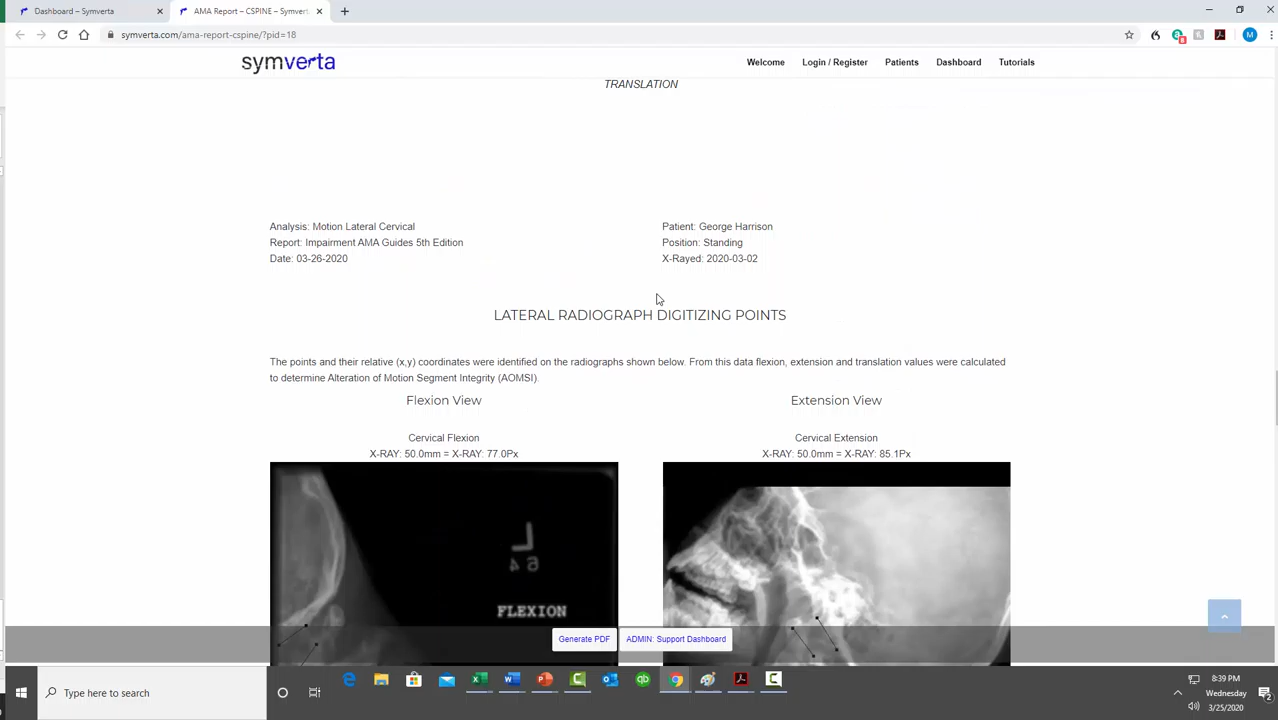 Dashboard – Symverta
AMA Report – CSPINE – Symvert
symverta.com/ama-report-cspine/?pid=18
M
symverta
Welcome
Login / Register
Patients
Dashboard
Tutorials
TRANSLATION
Analysis: Motion Lateral Cervical
Report: Impairment AMA Guides 5th Edition
Date: 03-26-2020
Patient: George Harrison
Position: Standing
X-Rayed: 2020-03-02
LATERAL RADIOGRAPH DIGITIZING POINTS
The points and their relative (x,y) coordinates were identified on the radiographs shown below. From this data flexion, extension and translation values were calculated
to determine Alteration of Motion Segment Integrity (AOMSI).
Flexion View
Cervical Flexion
X-RAY: 50.0mm = X-RAY: 77.0Px
L
64
FLEXION
Extension View
Cervical Extension
X-RAY: 50.0mm = X-RAY: 85.1Px
Generate PDF
ADMIN: Support Dashboard
Type here to search
8:39 PM
Wednesday
3/25/2020